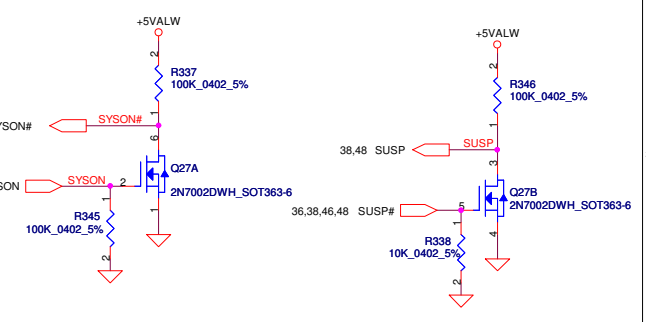 +5VALW
2
R337
100K_0402_5%
1
YSON#
SYSON#
6
Q27A
2N7002DWH_SOT363-6
SON
SYSON
2
1
1
R345
100K_0402_5%
2
+5VALW
2
R346
100K_0402_5%
1
38,48 SUSP
SUSP
3
Q27B
2N7002DWH_SOT363-6
36,38,46,48 SUSP#
5
4
1
R338
10K_0402_5%
2